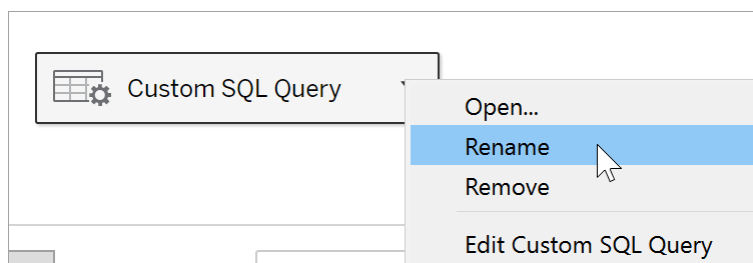 Custom SQL Query
Open...
Rename
Remove
Edit Custom SQL Query